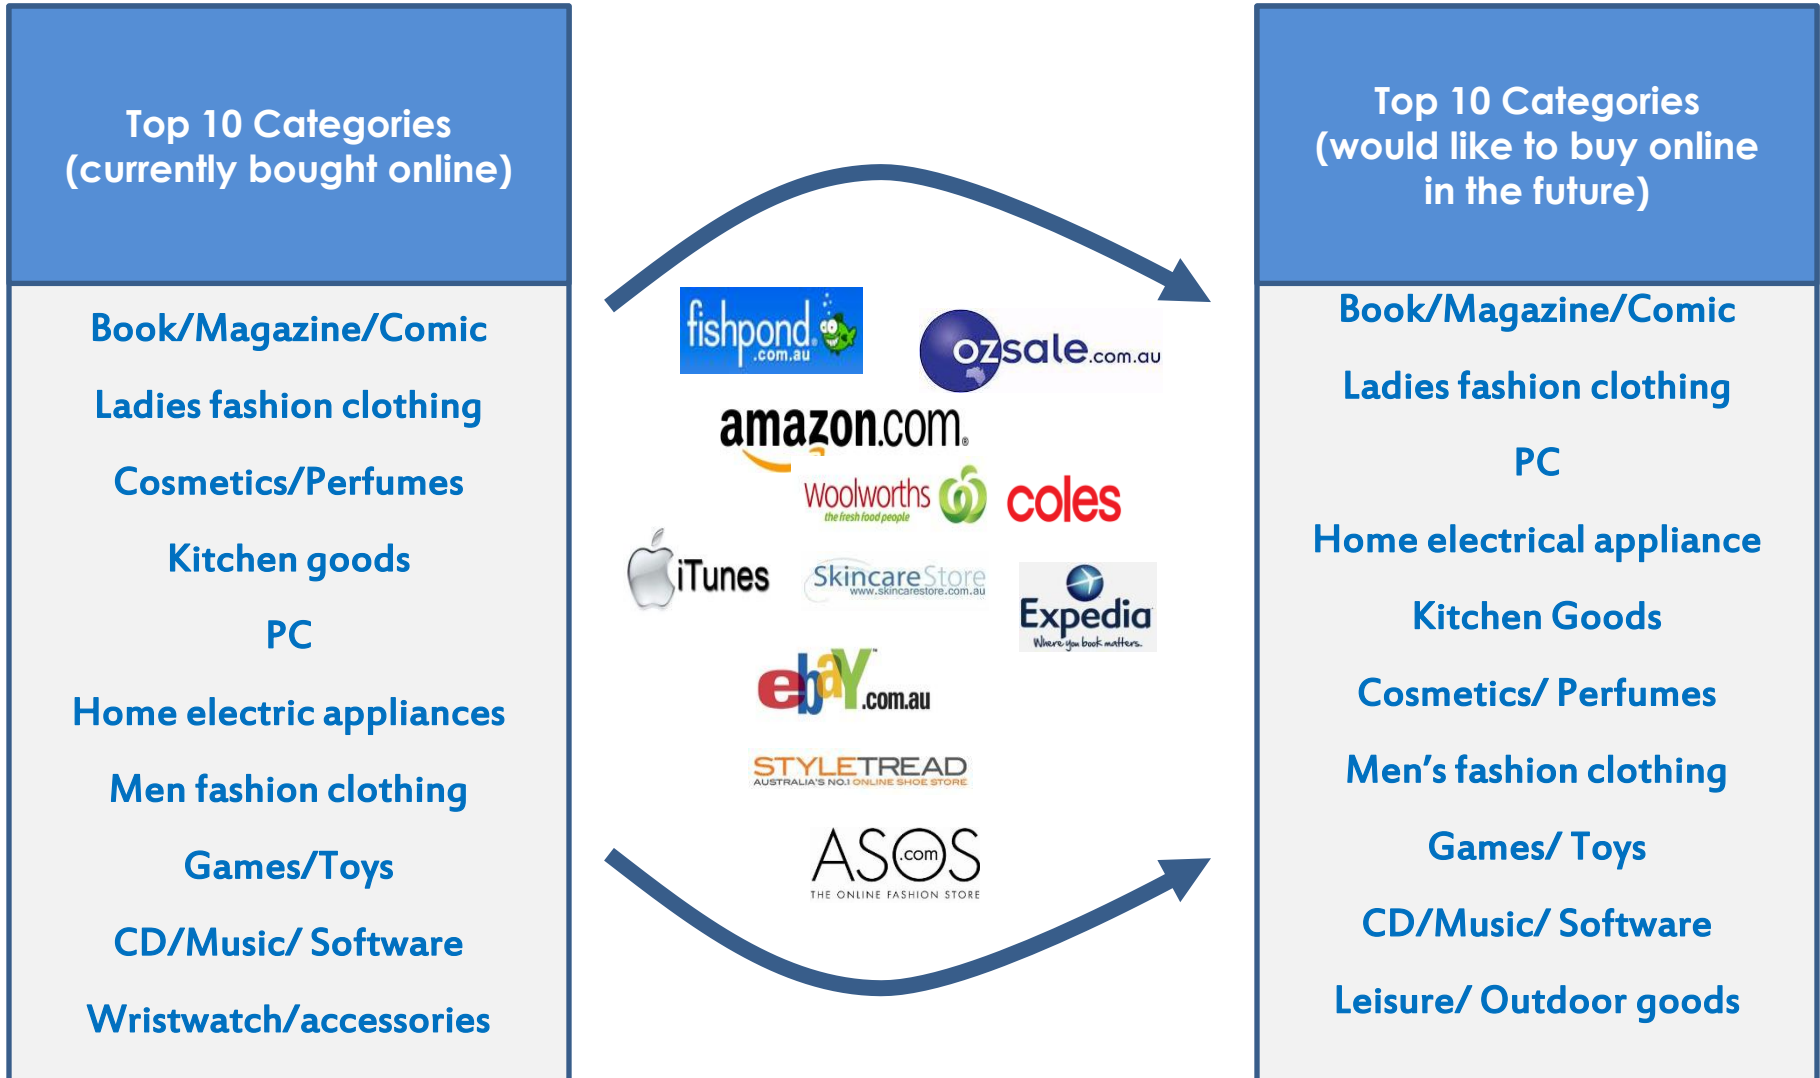 Top 10 Categories
(currently bought online)
Book/Magazine/Comic
Ladies fashion clothing
Cosmetics/Perfumes
Kitchen goods
PC
Home electric appliances
Men fashion clothing
Games/Toys
CD/Music/ Software
Wristwatch/accessories
fishpond.
.com.au
ozsale.com.au
amazon.com®
a
Woolworths
the fresh food people
coles
iTunes
SkincareStore
www.skincarestore.com.au
Expedia
Where you book matters.
ebay™
.com.au
STYLETREAD
AUSTRALIA'S NO.1 ONLINE SHOE STORE
ASOS
.com
THE ONLINE FASHION STORE
Top 10 Categories
(would like to buy online
in the future)
Book/Magazine/Comic
Ladies fashion clothing
PC
Home electrical appliance
Kitchen Goods
Cosmetics/ Perfumes
Men’s fashion clothing
Games/ Toys
CD/Music/ Software
Leisure/ Outdoor goods